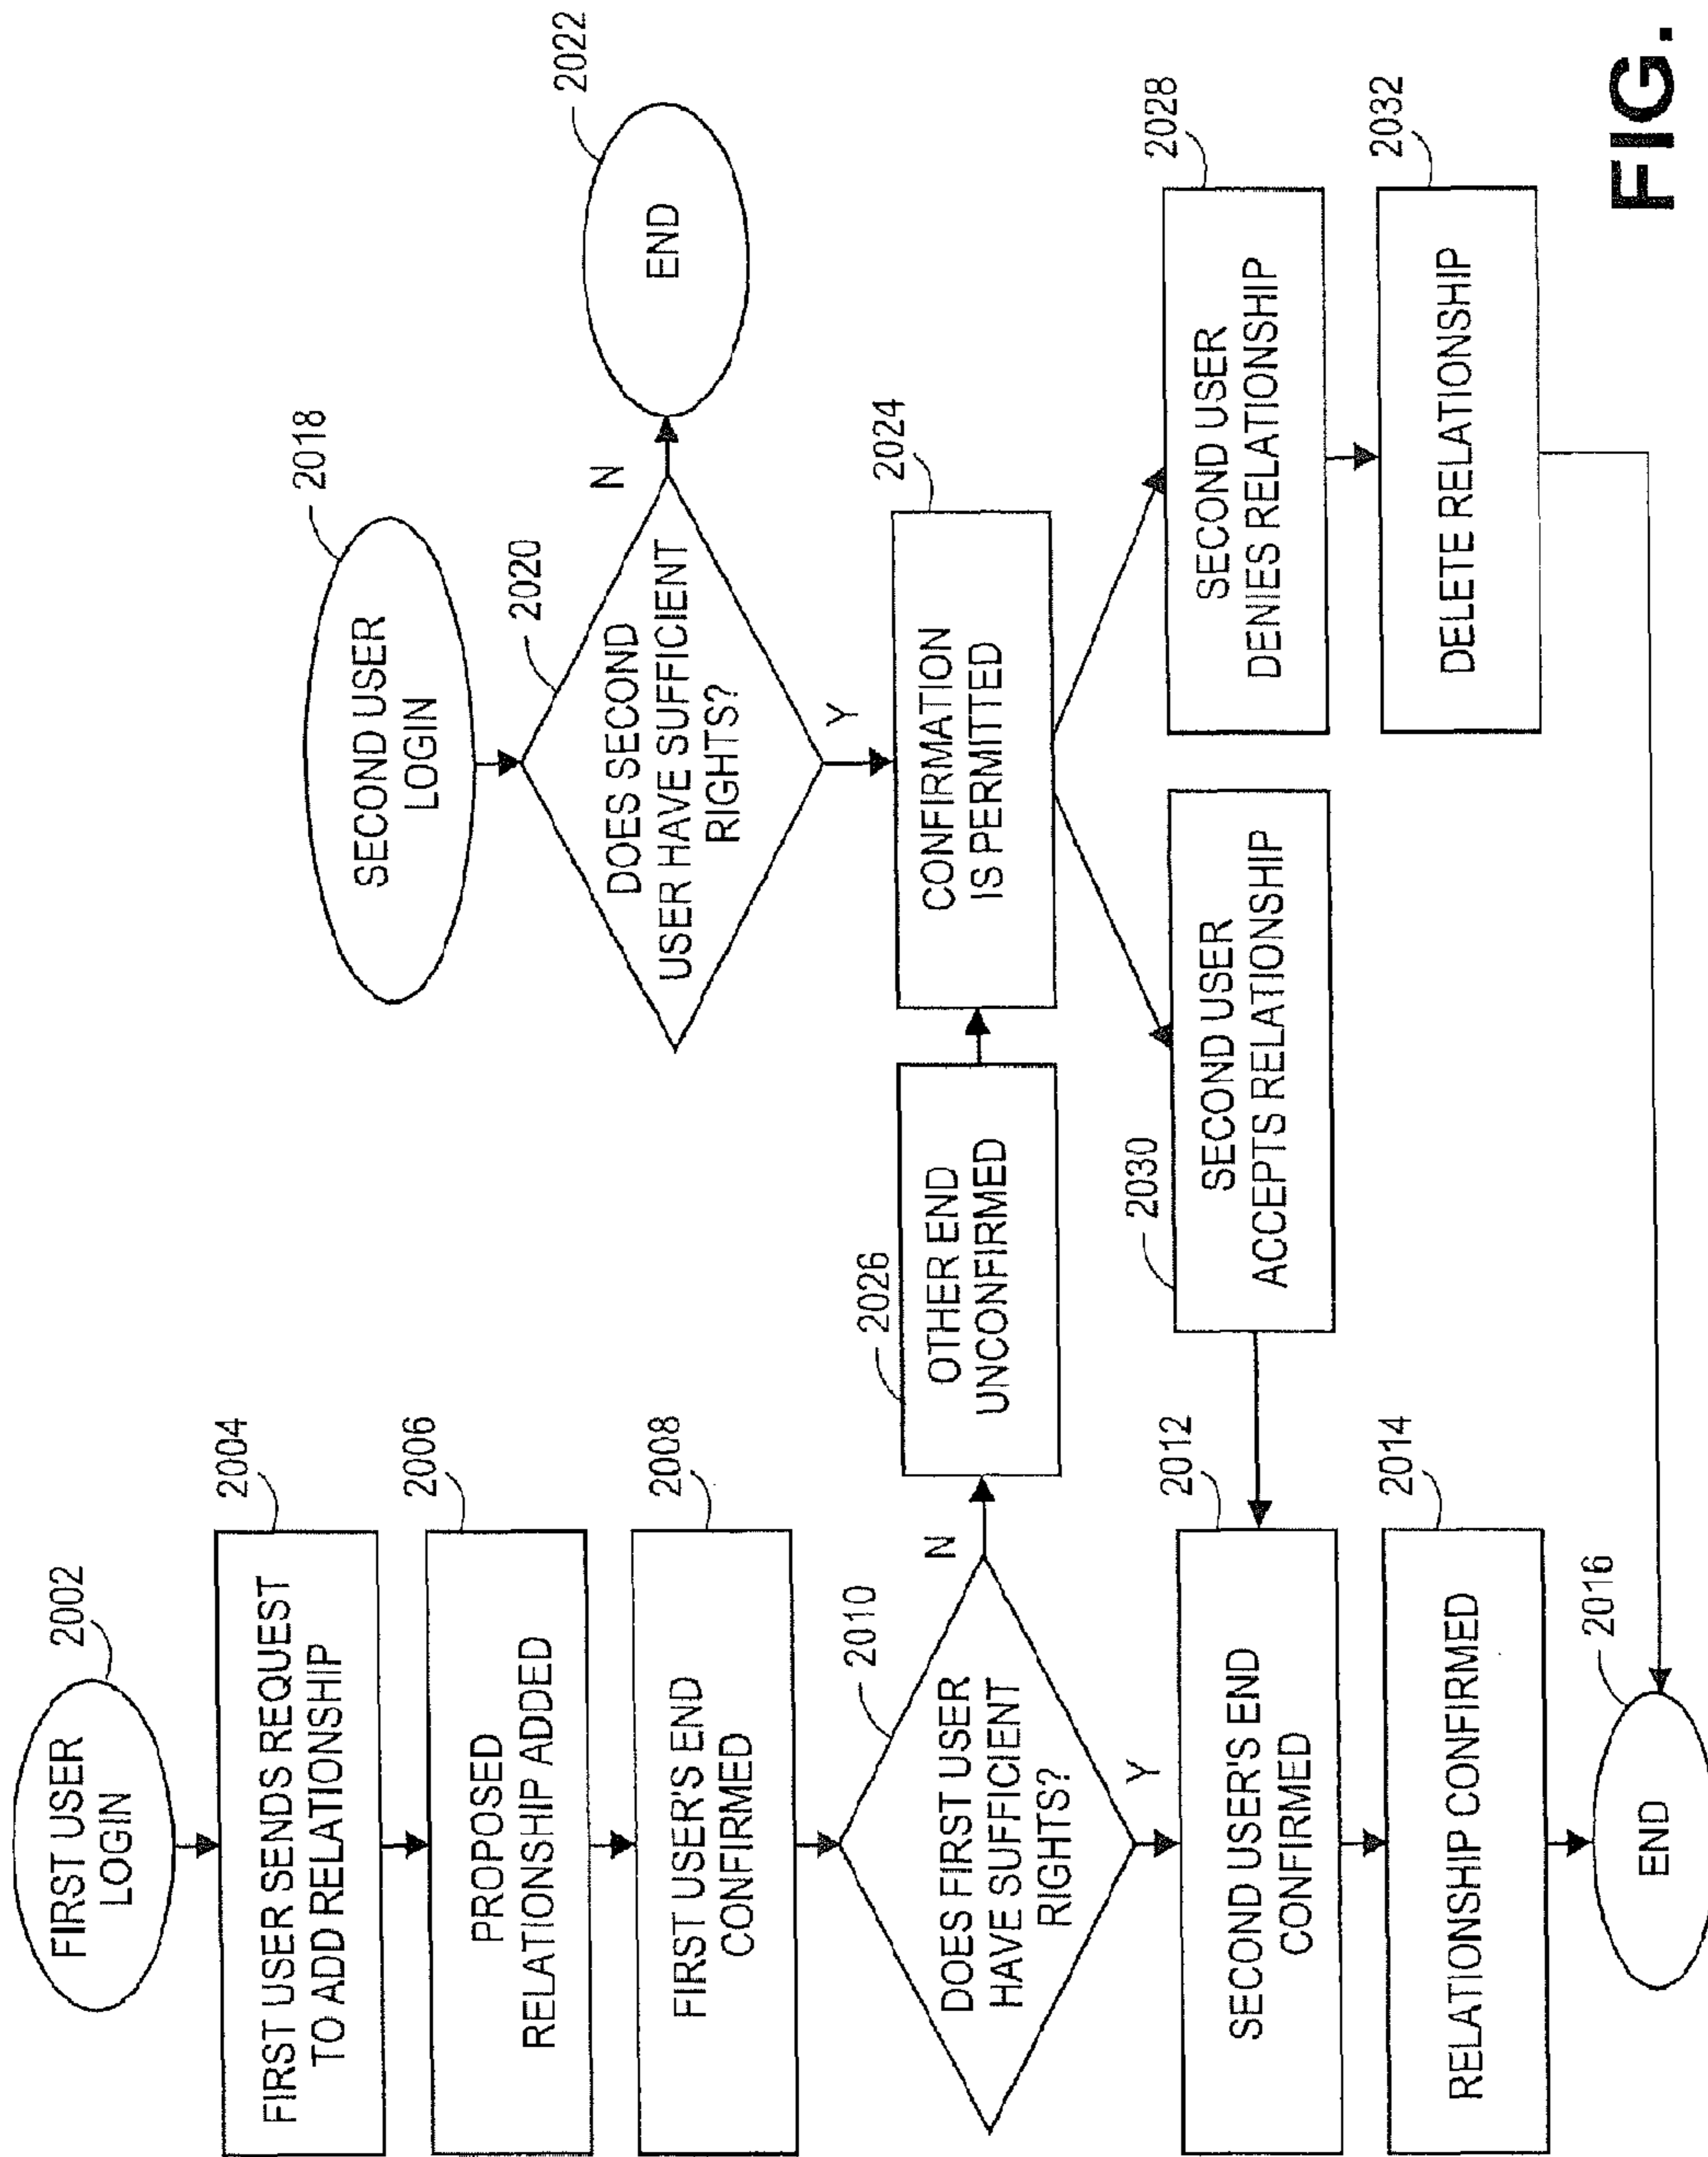 FIRST USER
LOGIN
2002
FIRST USER SENDS REQUEST
TO ADD RELATIONSHIP
2004
PROPOSED
RELATIONSHIP ADDED
2006
FIRST USER'S END
CONFIRMED
2008
DOES FIRST USER
HAVE SUFFICIENT
RIGHTS?
2010
N
Y
SECOND USER'S END
CONFIRMED
2012
RELATIONSHIP CONFIRMED
2014
END
2016
SECOND USER
LOGIN
2018
DOES SECOND
USER HAVE SUFFICIENT
RIGHTS?
2020
N
END
2022
Y
CONFIRMATION
IS PERMITTED
2024
OTHER END
UNCONFIRMED
2026
SECOND USER
ACCEPTS RELATIONSHIP
2030
SECOND USER
DENIES RELATIONSHIP
2028
DELETE RELATIONSHIP
2032
FIG.